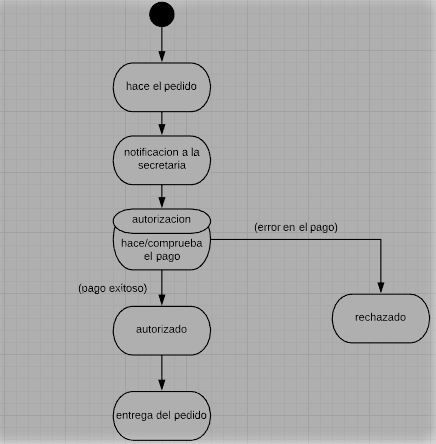 hace el pedido
notificacion a la
secretaria
autorizacion
hace/comprueba
el pago
(error en el pago)
(pago exitoso)
rechazado
autorizado
entrega del pedido